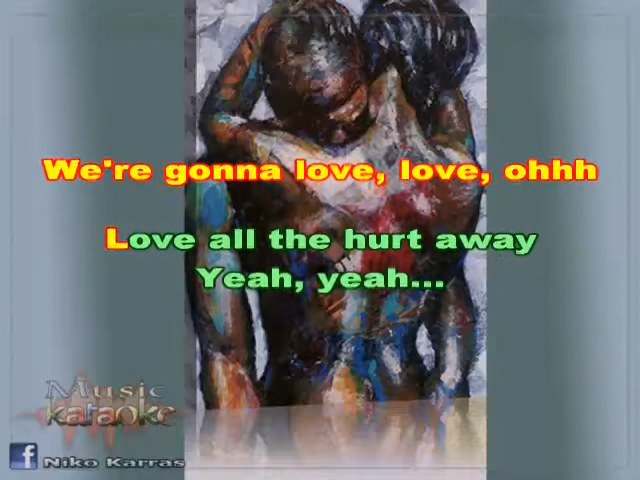 We're gonna love, love, ohhh
Love all the hurt away
Yeah, yeah...
Music
karaoke
f Niko Karras